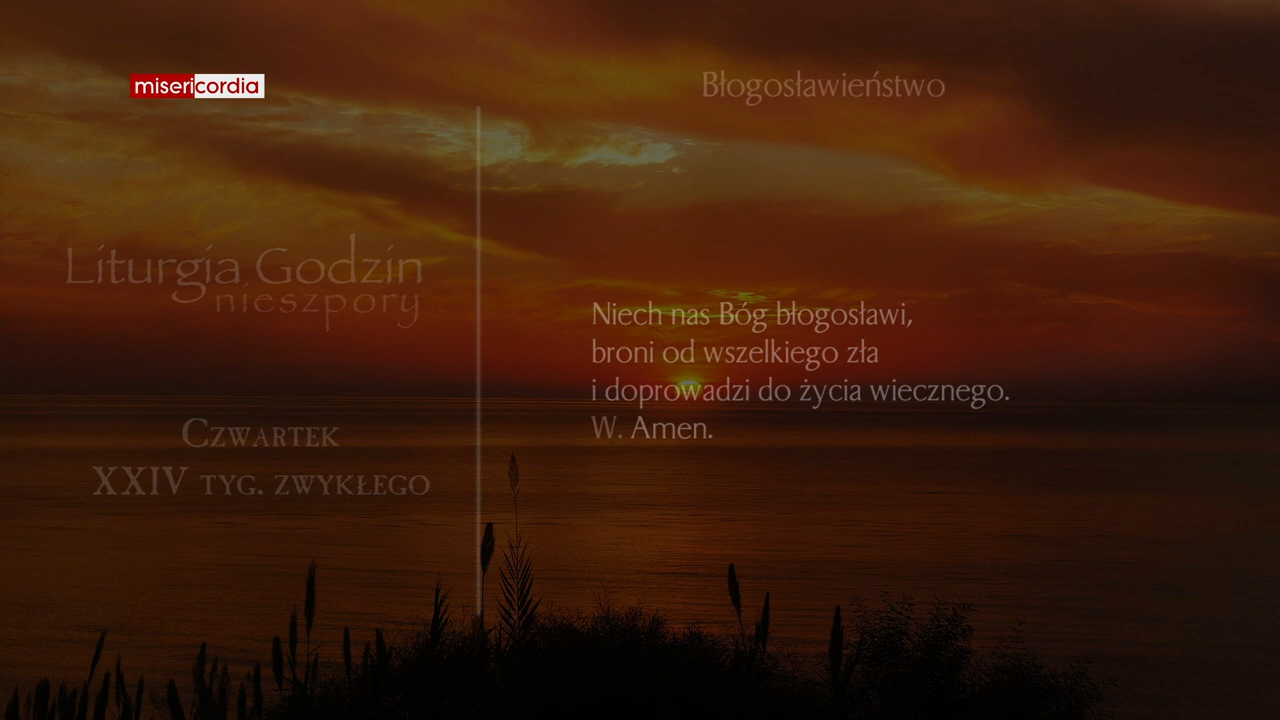 misericordia
Błogosławieństwo
Liturgia Godzin
nieszpory
Niech nas Bóg błogosławi,
broni od wszelkiego zła
i doprowadzi do życia wiecznego.
W. Amen.
Czwartek
XXIV tyg. zwykłego